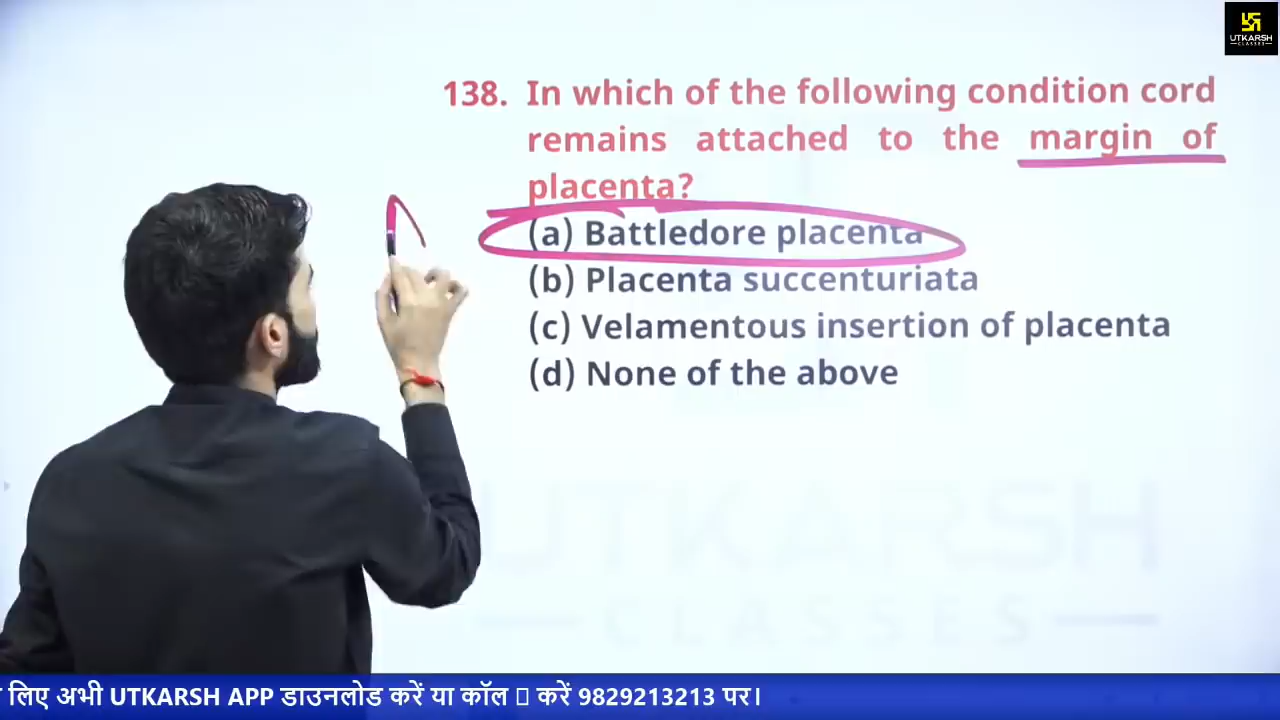 UTKARSH
CLASSES
138. In which of the following condition cord
remains attached to the margin of
placenta?
(a) Battledore placenta
(b) Placenta succenturiata
(c) Velamentous insertion of placenta
(d) None of the above
UTKARSH
CLASSES
लिए अभी UTKARSH APP डाउनलोड करें या कॉल करें 9829213213 पर।